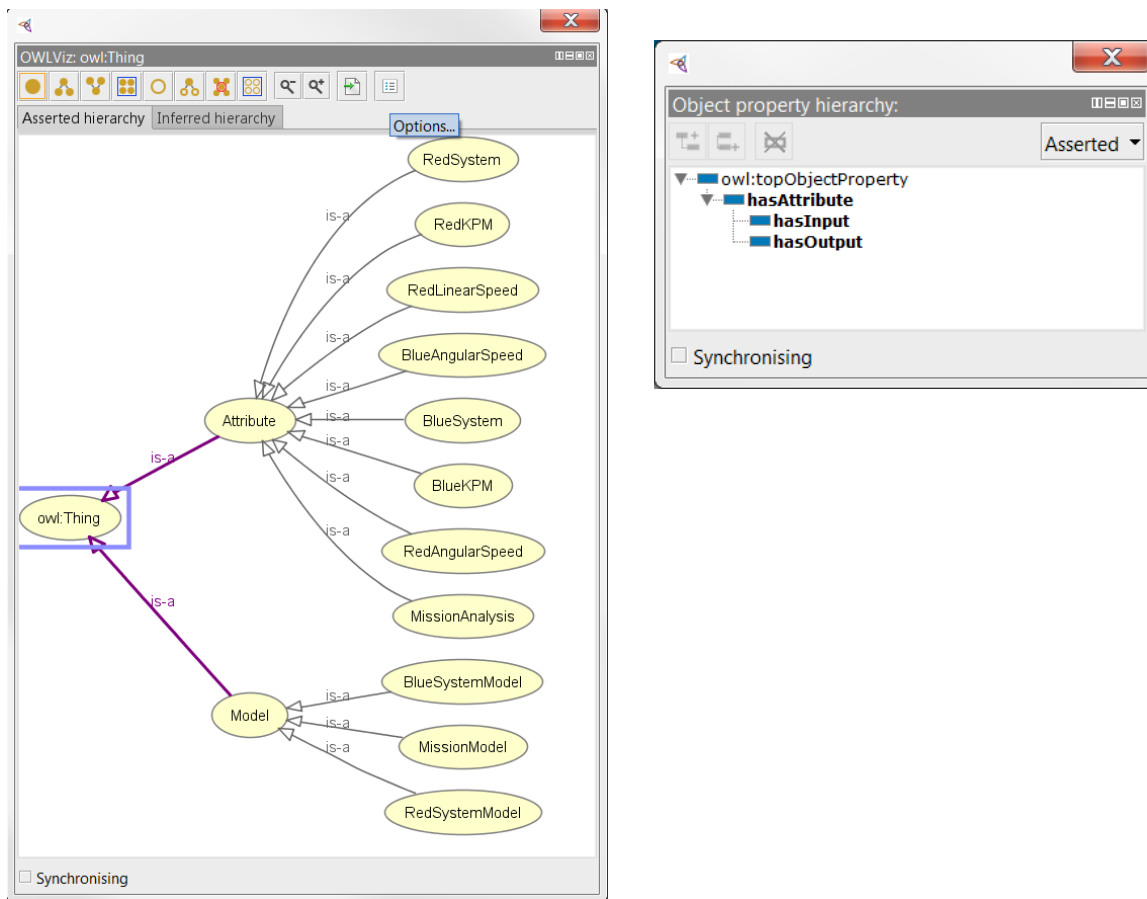 OWLViz: owl:Thing
Asserted hierarchy Inferred hierarchy
Options...
RedSystem
is-a
RedKPM
is-a
RedLinearSpeed
is-a
BlueAngularSpeed
is-a
Attribute
is-a
BlueSystem
is-a
is-a
BlueKPM
is-a
owl:Thing
is-a
RedAngularSpeed
is-a
MissionAnalysis
BlueSystemModel
is-a
Model
is-a
MissionModel
is-a
RedSystemModel
Synchronising
Object property hierarchy:
Asserted
owl:topObjectProperty
hasAttribute
hasInput
hasOutput
Synchronising